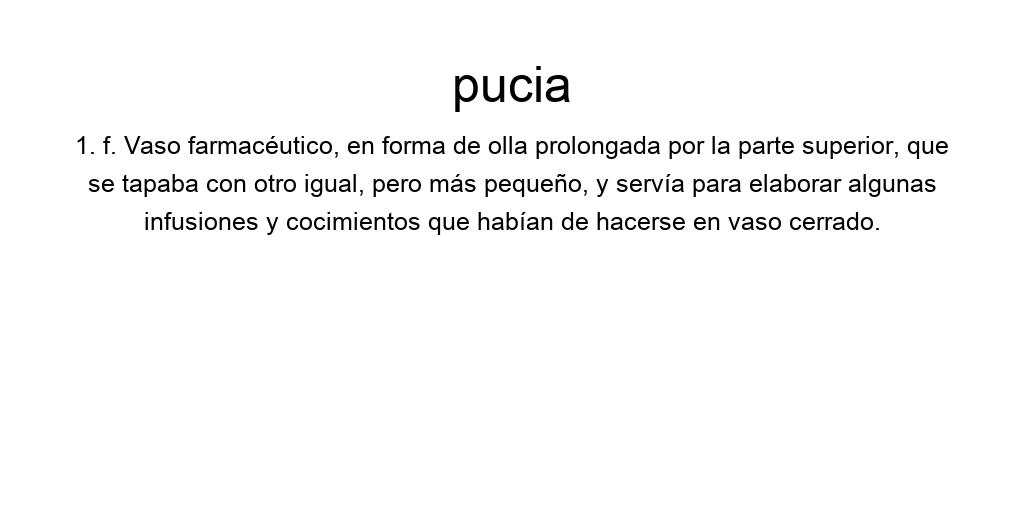 pucia
1. f. Vaso farmacéutico, en forma de olla prolongada por la parte superior, que
se tapaba con otro igual, pero más pequeño, y servía para elaborar algunas
infusiones y cocimientos que habían de hacerse en vaso cerrado.